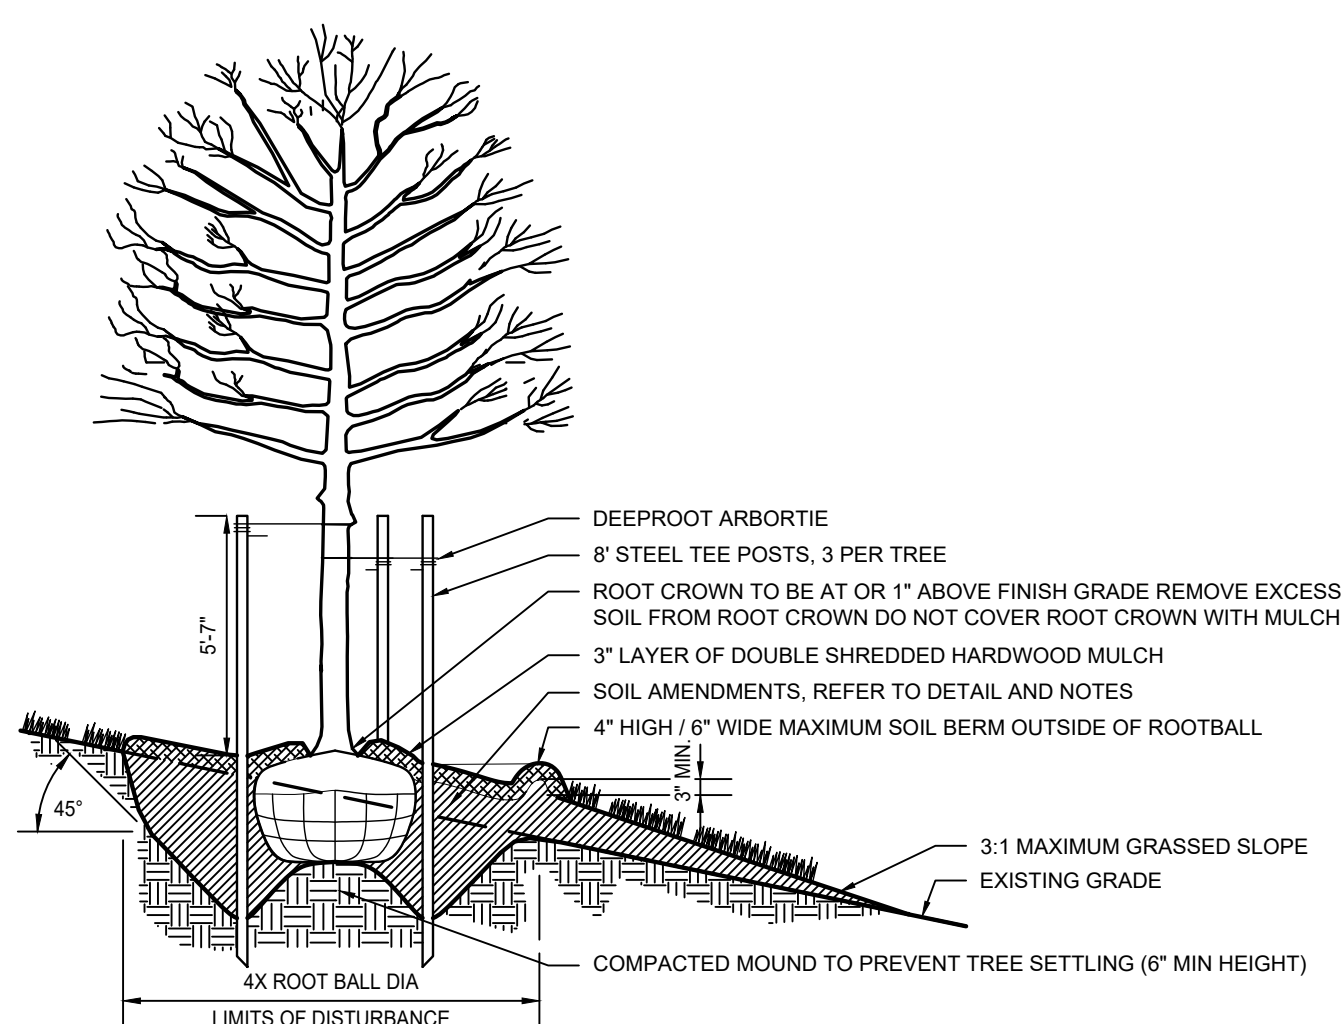 DEEPROOT ARBORTIE
8' STEEL TEE POSTS, 3 PER TREE
ROOT CROWN TO BE AT OR 1" ABOVE FINISH GRADE REMOVE EXCESS
SOIL FROM ROOT CROWN DO NOT COVER ROOT CROWN WITH MULCH
5'-7"
3" LAYER OF DOUBLE SHREDDED HARDWOOD MULCH
SOIL AMENDMENTS, REFER TO DETAIL AND NOTES
4" HIGH / 6" WIDE MAXIMUM SOIL BERM OUTSIDE OF ROOTBALL
3" MIN.
45°
3:1 MAXIMUM GRASSED SLOPE
EXISTING GRADE
COMPACTED MOUND TO PREVENT TREE SETTLING (6" MIN HEIGHT)
4X ROOT BALL DIA
LIMITS OF DISTURBANCE